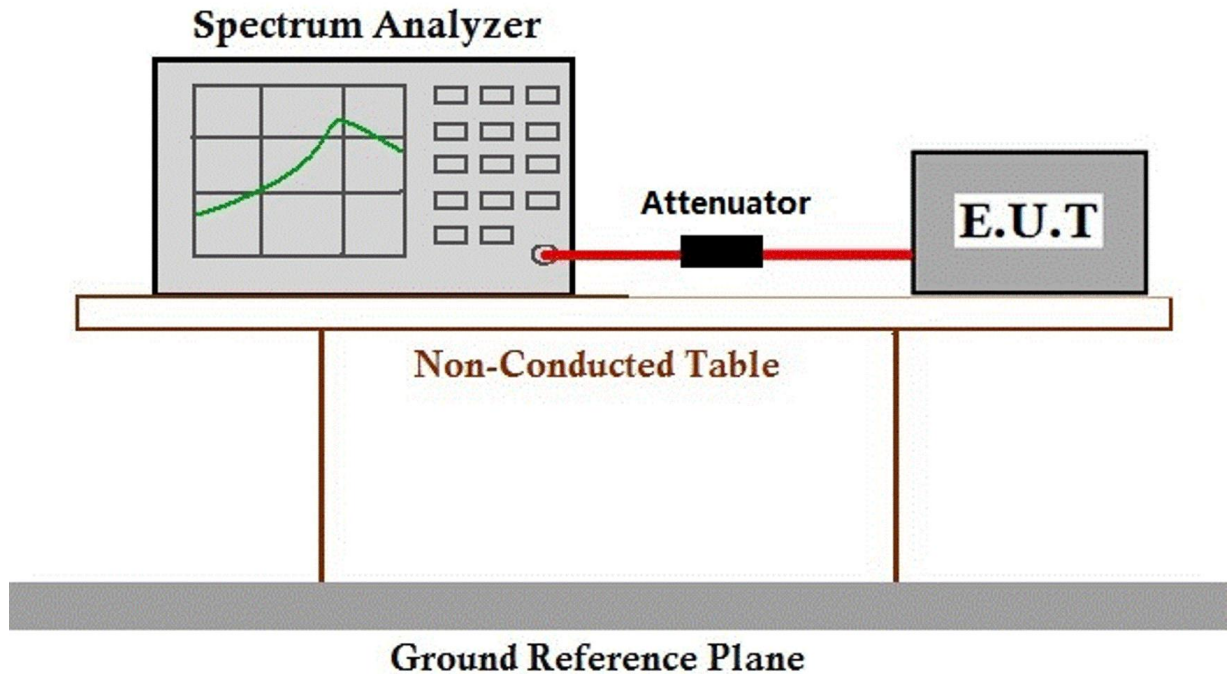 Spectrum Analyzer
Attenuator
E.U.T
Non-Conducted Table
Ground Reference Plane